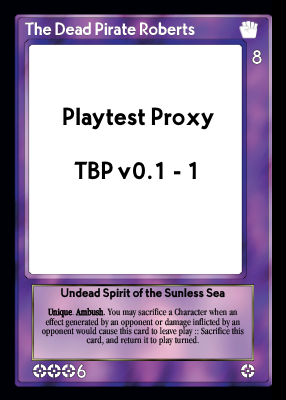 The Dead Pirate Roberts
8
Playtest Proxy
TBP v0.1 - 1
Undead Spirit of the Sunless Sea
Unique. Ambush. You may sacrifice a Character when an
effect generated by an opponent or damage inflicted by an
opponent would cause this card to leave play :: Sacrifice this
card, and return it to play turned.
6